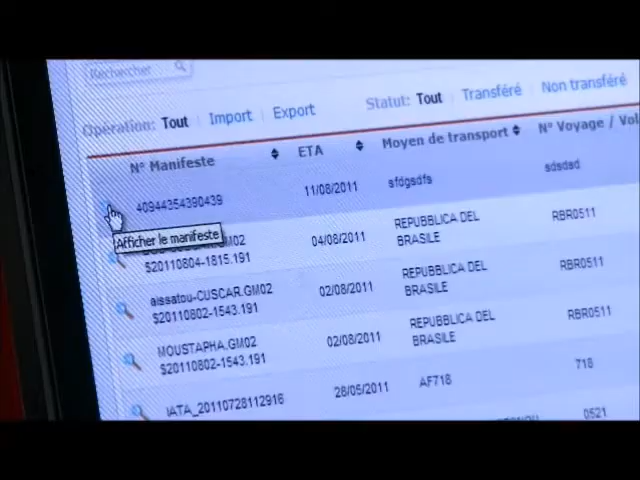 Rechercher
Opération: Tout Import Export Statut: Tout Transféré Non transféré
N° Manifeste ETA Moyen de transport N° Voyage / Vol
40944354390439 11/08/2011 sfdgsdfs sdsdsd
Afficher le manifeste
GM02 04/08/2011 REPUBBLICA DEL RBR0511
S20110804-1815.191 BRASILE
aissatou-CUSCAR.GM02 02/08/2011 REPUBBLICA DEL RBR0511
S20110802-1543.191 BRASILE
MOUSTAPHA.GM02 02/08/2011 REPUBBLICA DEL RBR0511
S20110802-1543.191 BRASILE
IATA_20110728112916 28/05/2011 AF718 718
0521